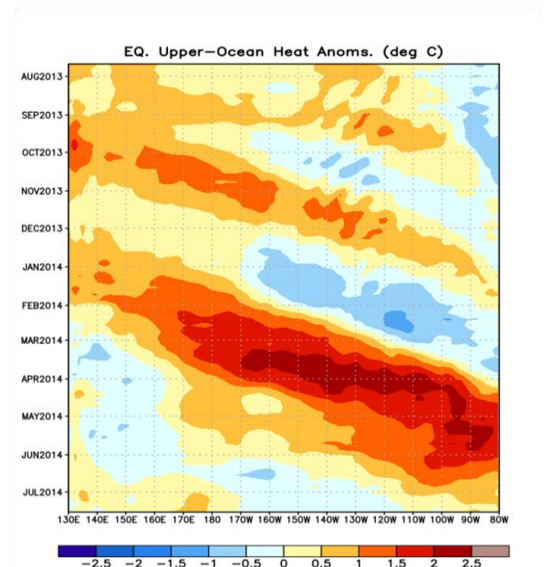 EQ. Upper-Ocean Heat Anoms. (deg C)
AUG2013
SEP2013
OCT2013
NOV2013
DEC2013
JAN2014
FEB2014
MAR2014
APR2014
MAY2014
JUN2014
JUL2014
130E 140E 150E 160E 170E 180 170W 160W 150W 140W 130W 120W 110W 100W 90W 80W
-2.5 -2 -1.5 -1 -0.5 0 0.5 1 1.5 2 2.5